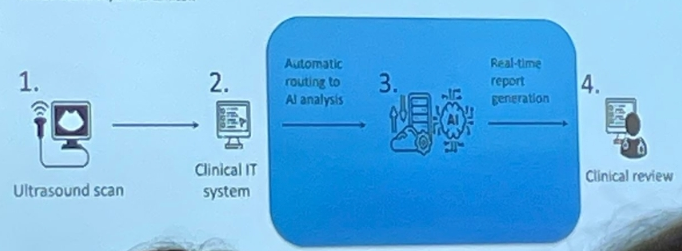 1.
Ultrasound scan
2.
Clinical IT
system
Automatic
routing to
AI analysis
3.
AI
Real-time
report
generation
4.
Clinical review